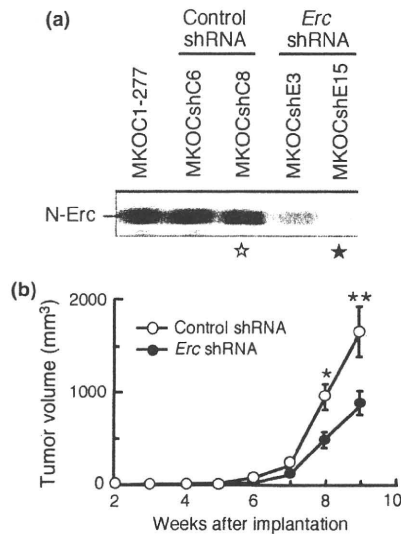 (a)
Control shRNA
Erc shRNA
MKOC1-277
MKOCshC6
MKOCshC8
MKOCshE3
MKOCshE15
N-Erc
☆
★
(b)
Tumor volume (mm³)
2000
1000
0
Control shRNA
Erc shRNA
*
**
2
4
6
8
10
Weeks after implantation